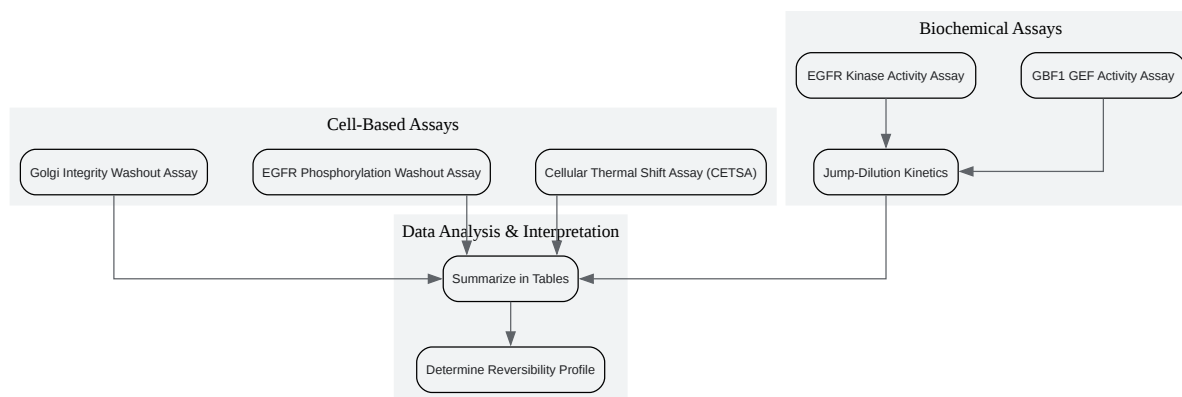 Biochemical Assays
EGFR Kinase Activity Assay
GBF1 GEF Activity Assay
Cell-Based Assays
Golgi Integrity Washout Assay
EGFR Phosphorylation Washout Assay
Cellular Thermal Shift Assay (CETSA)
Jump-Dilution Kinetics
Data Analysis & Interpretation
Summarize in Tables
Determine Reversibility Profile